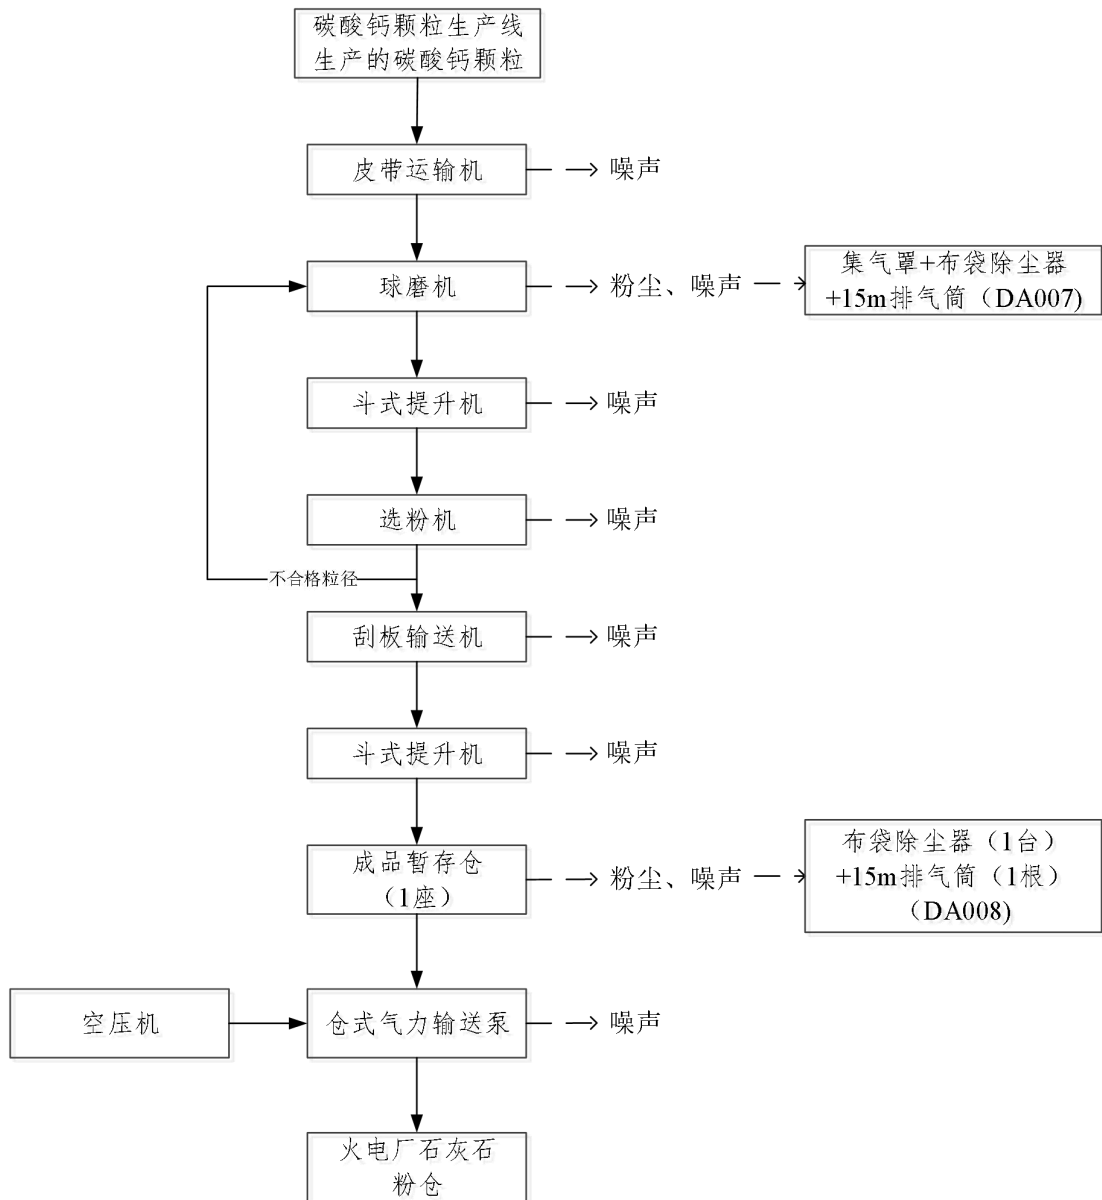 碳酸钙颗粒生产线
生产的碳酸钙颗粒
皮带运输机
噪声
球磨机
粉尘、噪声
集气罩+布袋除尘器
+15m排气筒（DA007)
斗式提升机
噪声
选粉机
噪声
不合格粒径
刮板输送机
噪声
斗式提升机
噪声
成品暂存仓
（1座）
粉尘、噪声
布袋除尘器（1台）
+15m排气筒（1根）
（DA008)
空压机
仓式气力输送泵
噪声
火电厂石灰石
粉仓